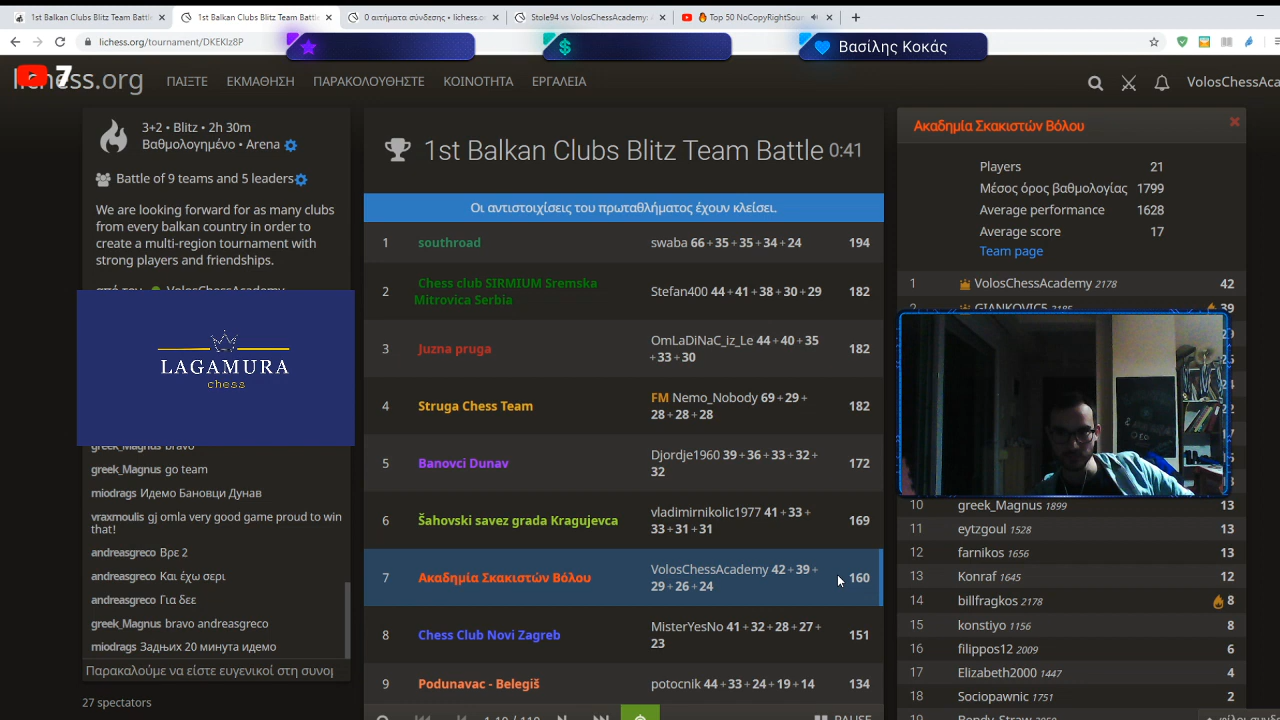 1st Balkan Clubs Blitz Team Battle
1st Balkan Clubs Blitz Team Battle
0 αιτήματα σύνδεσης • lichess.o
Stole94 vs VolosChessAcademy:
Top 50 NoCopyRightSou
lichess.org/tournament/DKEKlz8P
Βασίλης Κοκάς
7
lichess.org
ΠΑΙΞΤΕ
ΕΚΜΑΘΗΣΗ
ΠΑΡΑΚΟΛΟΥΘΗΣΤΕ
ΚΟΙΝΟΤΗΤΑ
ΕΡΓΑΛΕΙΑ
VolosChessAca
3+2 • Blitz • 2h 30m
Βαθμολογημένο • Arena
Battle of 9 teams and 5 leaders
We are looking forward for as many clubs
from every balkan country in order to
create a multi-region tournament with
strong players and friendships.
από τον VolosChessAcademy
LAGAMURA
chess
greek_Magnus bravo
greek_Magnus go team
miodrags Идемо Бановци Дунав
vraxmoulis gj omla very good game proud to win
that!
andreasgreco Βρε 2
andreasgreco Και έχω σερι
andreasgreco Για δεε
greek_Magnus bravo andreasgreco
miodrags Задњих 20 минута идемо
Παρακαλούμε να είστε ευγενικοί στη συνομ
27 spectators
1st Balkan Clubs Blitz Team Battle 0:41
Οι αντιστοιχίσεις του πρωταθλήματος έχουν κλείσει.
1 southroad swaba 66+35+35+34+24 194
2 Chess club SIRMIUM Sremska
Mitrovica Serbia Stefan400 44+41+38+30+29 182
3 Juzna pruga OmLaDiNaC_iz_Le 44+40+35
+33+30 182
4 Struga Chess Team FM Nemo_Nobody 69+29+
28+28+28 182
5 Banovci Dunav Djordje1960 39+36+33+32+
32 172
6 Šahovski savez grada Kragujevca vladimirnikolic1977 41+33+
33+31+31 169
7 Ακαδημία Σκακιστών Βόλου VolosChessAcademy 42+39+
29+26+24 160
8 Chess Club Novi Zagreb MisterYesNo 41+32+28+27+
23 151
9 Podunavac - Belegiš potocnik 44+33+24+19+14 134
PAUSE
Ακαδημία Σκακιστών Βόλου
Players 21
Μέσος όρος βαθμολογίας 1799
Average performance 1628
Average score 17
Team page
1 VolosChessAcademy 2178 42
2 GIANKOVIC5 2185 39
10 greek_Magnus 1899 13
11 eytzgoul 1528 13
12 farnikos 1656 13
13 Konraf 1645 12
14 billfragkos 2178 8
15 konstiyo 1156 8
16 filippos12 2009 6
17 Elizabeth2000 1447 4
18 Sociopawnic 1751 2